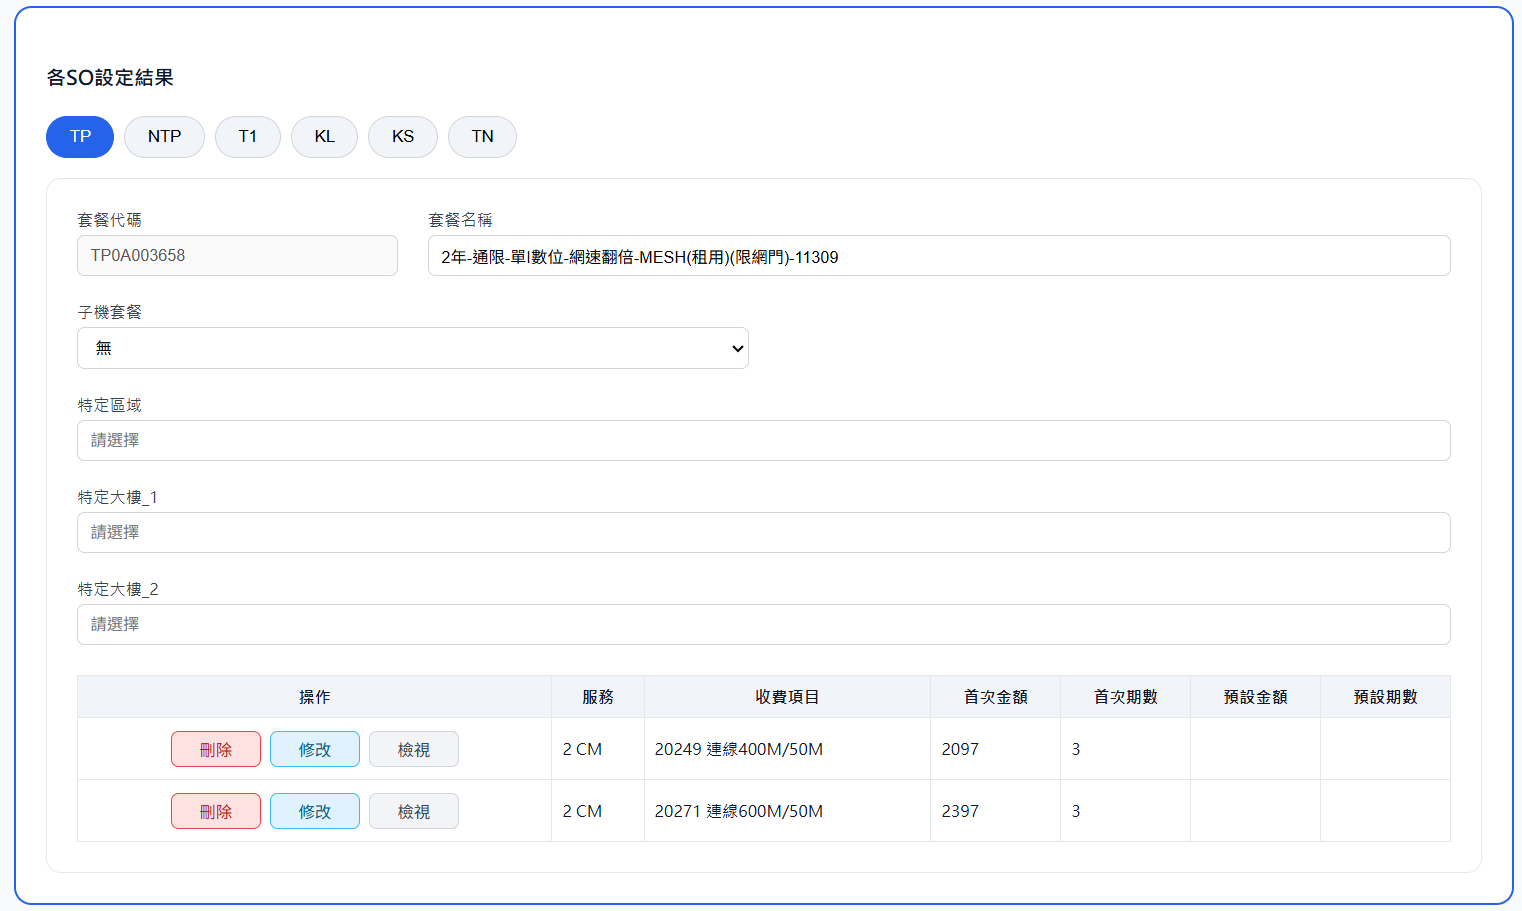 各SO設定結果
TP NTP T1 KL KS TN
套餐代碼 套餐名稱
TP0A003658 2年-通限-單I數位-網速翻倍-MESH(租用)(限網門)-11309
子機套餐
無
特定區域
請選擇
特定大樓_1
請選擇
特定大樓_2
請選擇
操作 服務 收費項目 首次金額 首次期數 預設金額 預設期數
刪除 修改 檢視 2 CM 20249 連線400M/50M 2097 3
刪除 修改 檢視 2 CM 20271 連線600M/50M 2397 3